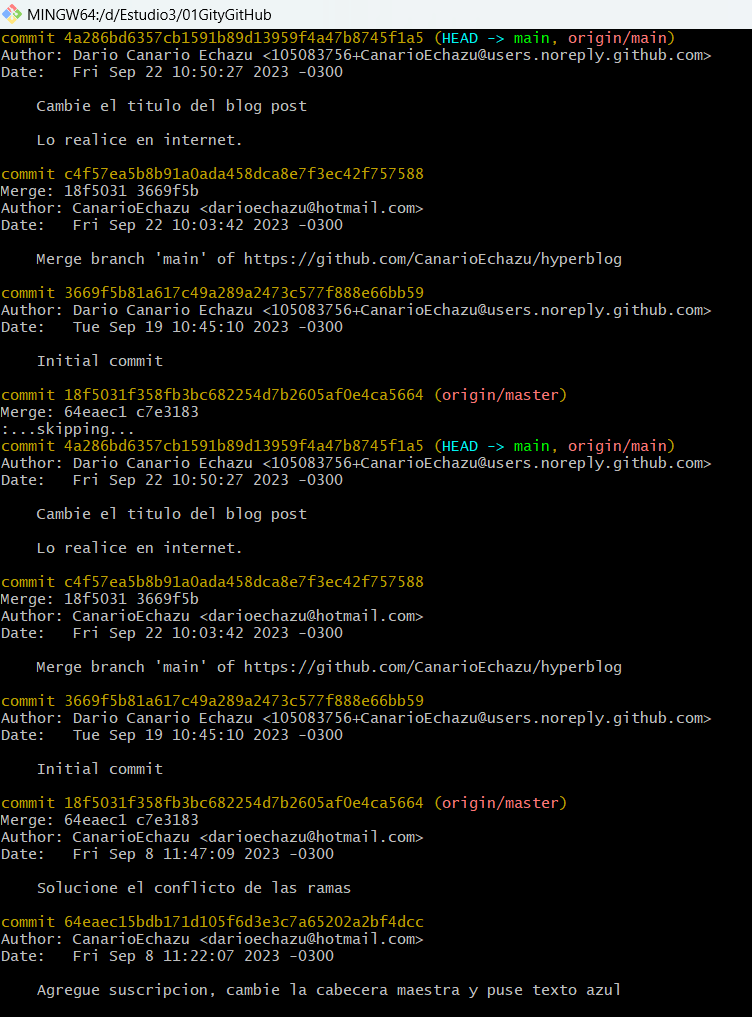 MINGW64:/d/Estudio3/01GityGitHub
commit 4a286bd6357cb1591b89d13959f4a47b8745f1a5 (HEAD -> main, origin/main)
Author: Dario Canario Echazu <105083756+CanarioEchazu@users.noreply.github.com>
Date:   Fri Sep 22 10:50:27 2023 -0300

    Cambie el titulo del blog post

    Lo realice en internet.

commit c4f57ea5b8b91a0ada458dca8e7f3ec42f757588
Merge: 18f5031 3669f5b
Author: CanarioEchazu <darioechazu@hotmail.com>
Date:   Fri Sep 22 10:03:42 2023 -0300

    Merge branch 'main' of https://github.com/CanarioEchazu/hyperblog

commit 3669f5b81a617c49a289a2473c577f888e66bb59
Author: Dario Canario Echazu <105083756+CanarioEchazu@users.noreply.github.com>
Date:   Tue Sep 19 10:45:10 2023 -0300

    Initial commit

commit 18f5031f358fb3bc682254d7b2605af0e4ca5664 (origin/master)
Merge: 64eaec1 c7e3183
:...skipping...
commit 4a286bd6357cb1591b89d13959f4a47b8745f1a5 (HEAD -> main, origin/main)
Author: Dario Canario Echazu <105083756+CanarioEchazu@users.noreply.github.com>
Date:   Fri Sep 22 10:50:27 2023 -0300

    Cambie el titulo del blog post

    Lo realice en internet.

commit c4f57ea5b8b91a0ada458dca8e7f3ec42f757588
Merge: 18f5031 3669f5b
Author: CanarioEchazu <darioechazu@hotmail.com>
Date:   Fri Sep 22 10:03:42 2023 -0300

    Merge branch 'main' of https://github.com/CanarioEchazu/hyperblog

commit 3669f5b81a617c49a289a2473c577f888e66bb59
Author: Dario Canario Echazu <105083756+CanarioEchazu@users.noreply.github.com>
Date:   Tue Sep 19 10:45:10 2023 -0300

    Initial commit

commit 18f5031f358fb3bc682254d7b2605af0e4ca5664 (origin/master)
Merge: 64eaec1 c7e3183
Author: CanarioEchazu <darioechazu@hotmail.com>
Date:   Fri Sep 8 11:47:09 2023 -0300

    Solucione el conflicto de las ramas

commit 64eaec15bdb171d105f6d3e3c7a65202a2bf4dcc
Author: CanarioEchazu <darioechazu@hotmail.com>
Date:   Fri Sep 8 11:22:07 2023 -0300

    Agregue suscripcion, cambie la cabecera maestra y puse texto azul